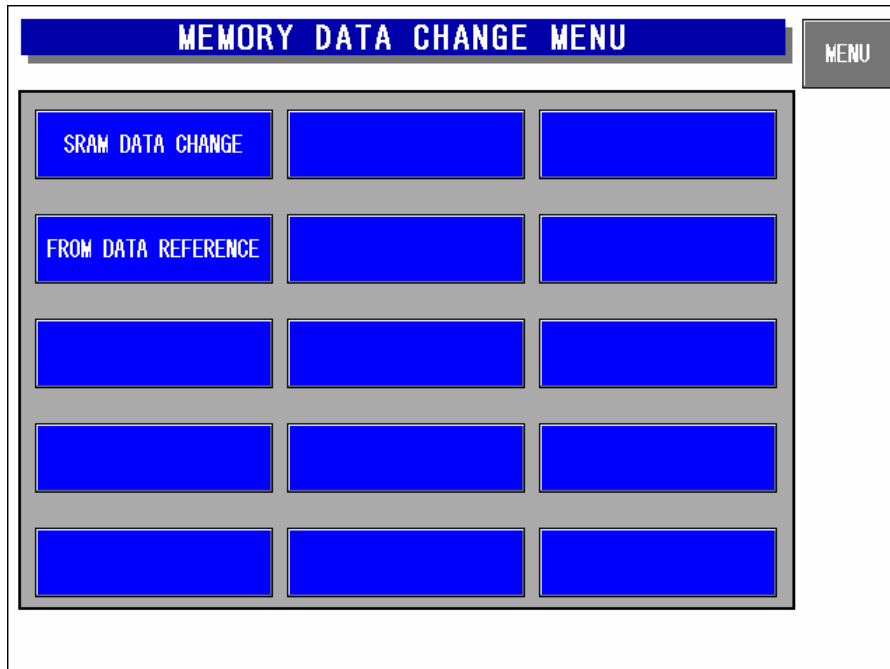 MEMORY DATA CHANGE MENU
MENU
SRAM DATA CHANGE
FROM DATA REFERENCE